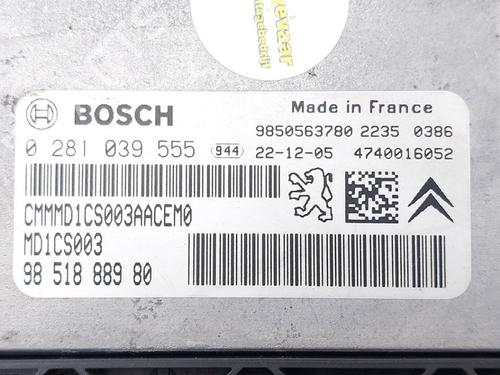 tagebedrijf
BOSCH
Made in France
9850563780 2235 0386
0 281 039 555 944 22-12-05 4740016052
CMMMD1CS003AACEM0
MD1CS003
98 518 889 80